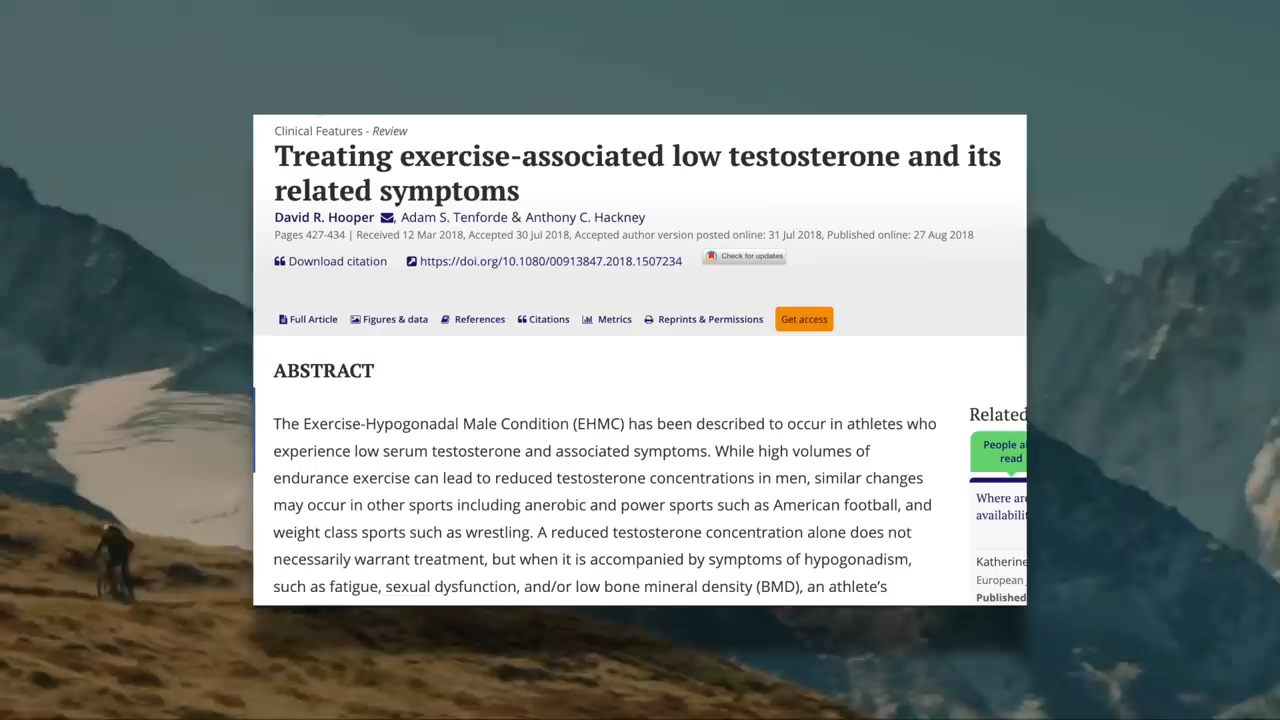 Clinical Features - Review
Treating exercise-associated low testosterone and its
related symptoms
David R. Hooper , Adam S. Tenforde & Anthony C. Hackney
Pages 427-434 | Received 12 Mar 2018, Accepted 30 Jul 2018, Accepted author version posted online: 31 Jul 2018, Published online: 27 Aug 2018
Download citation https://doi.org/10.1080/00913847.2018.1507234 Check for updates
Full Article Figures & data References Citations Metrics Reprints & Permissions Get access
ABSTRACT
The Exercise-Hypogonadal Male Condition (EHMC) has been described to occur in athletes who
experience low serum testosterone and associated symptoms. While high volumes of
endurance exercise can lead to reduced testosterone concentrations in men, similar changes
may occur in other sports including anerobic and power sports such as American football, and
weight class sports such as wrestling. A reduced testosterone concentration alone does not
necessarily warrant treatment, but when it is accompanied by symptoms of hypogonadism,
such as fatigue, sexual dysfunction, and/or low bone mineral density (BMD), an athlete's
Related
People al
read
Where are
availabilit
Katherine
European
Published